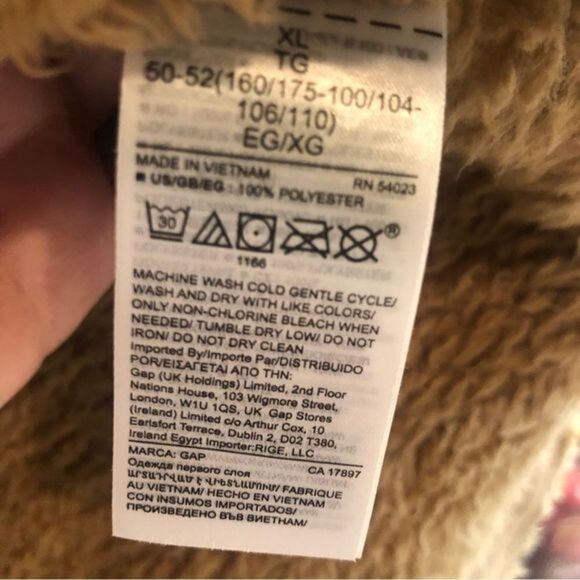 XL
TG
50-52(160/175-100/104-
106/110)
EG/XG
MADE IN VIETNAM RN 54023
■ US/GB/EG : 100% POLYESTER
30
®
1166
MACHINE WASH COLD GENTLE CYCLE/
WASH AND DRY WITH LIKE COLORS/
ONLY NON-CHLORINE BLEACH WHEN
NEEDED/ TUMBLE DRY LOW/ DO NOT
IRON/ DO NOT DRY CLEAN
Imported By/Importe Par/DISTRIBUIDO
POR/ΕΙΣΑΓΕΤΑΙ ΑΠΟ ΤΗΝ:
Gap (UK Holdings) Limited, 2nd Floor
Nations House, 103 Wigmore Street,
London, W1U 1QS, UK Gap Stores
(Ireland) Limited c/o Arthur Cox, 10
Earlsfort Terrace, Dublin 2, D02 T380,
Ireland Egypt Importer:RIGE, LLC
MARCA: GAP CA 17897
Одежда первого слоя
ԱՐՏԱԴՐՎԱԾ Է ՎԻԵՏՆԱՄՈՒՄ/ FABRIQUE
AU VIETNAM/ HECHO EN VIETNAM
CON INSUMOS IMPORTADOS/
ПРОИЗВЕДЕНО ВЪВ ВИЕТНАМ/